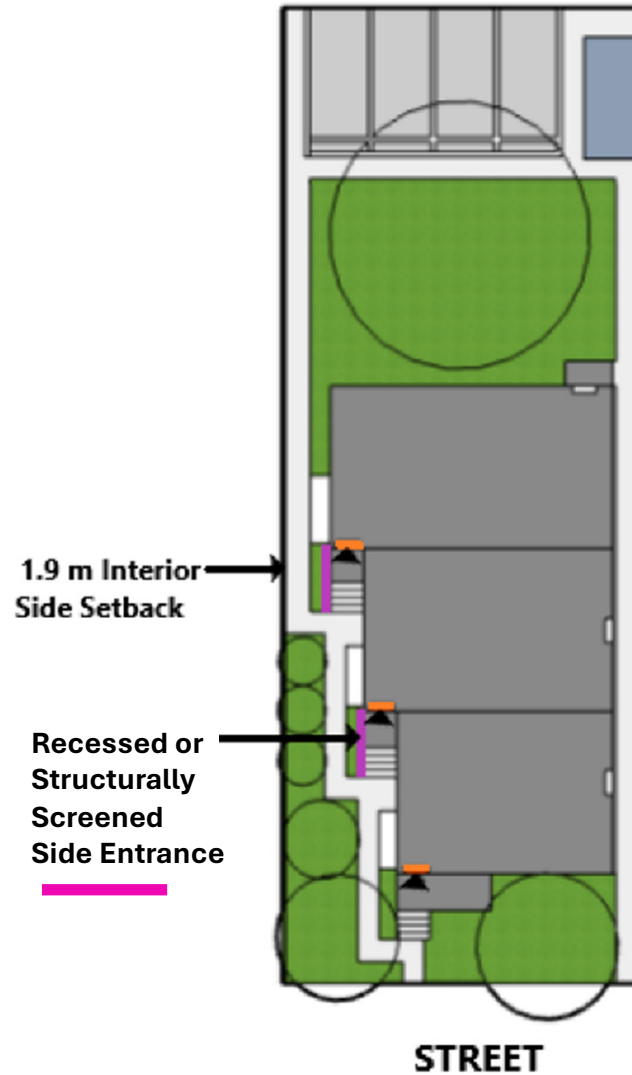 1.9 m Interior
Side Setback
Recessed or
Structurally
Screened
Side Entrance
STREET